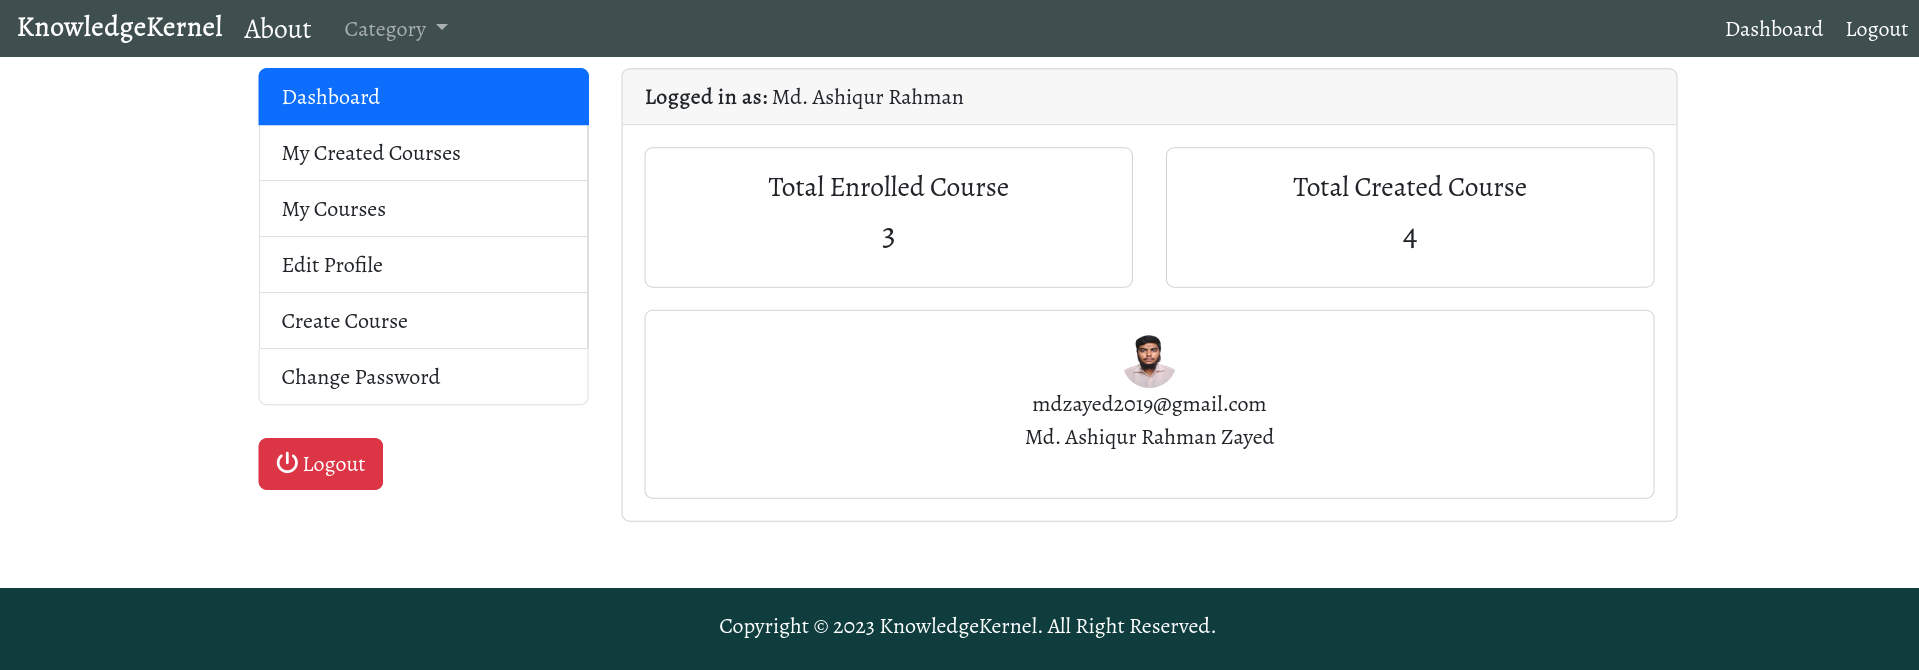 KnowledgeKernel About Category Dashboard Logout
Dashboard
My Created Courses
My Courses
Edit Profile
Create Course
Change Password
Logout
Logged in as: Md. Ashiqur Rahman
Total Enrolled Course
3
Total Created Course
4
mdzayed2019@gmail.com
Md. Ashiqur Rahman Zayed
Copyright © 2023 KnowledgeKernel. All Right Reserved.